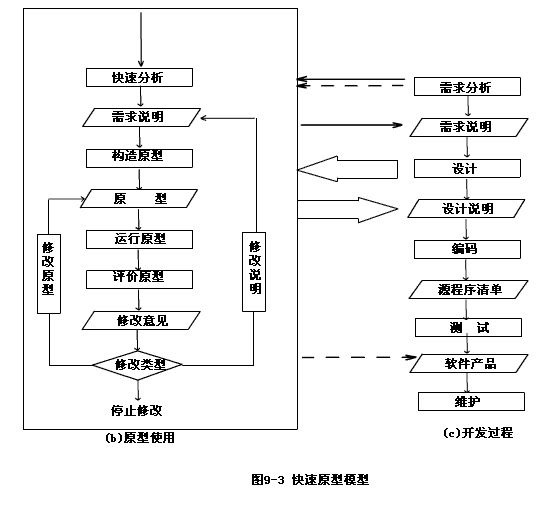 快速分析
需求说明
构造原型
原 型
运行原型
评价原型
修改意见
修改类型
停止修改
修改原型
修改说明
(b)原型使用
需求分析
需求说明
设计
设计说明
编码
源程序清单
测 试
软件产品
维护
(c)开发过程
图9-3 快速原型模型